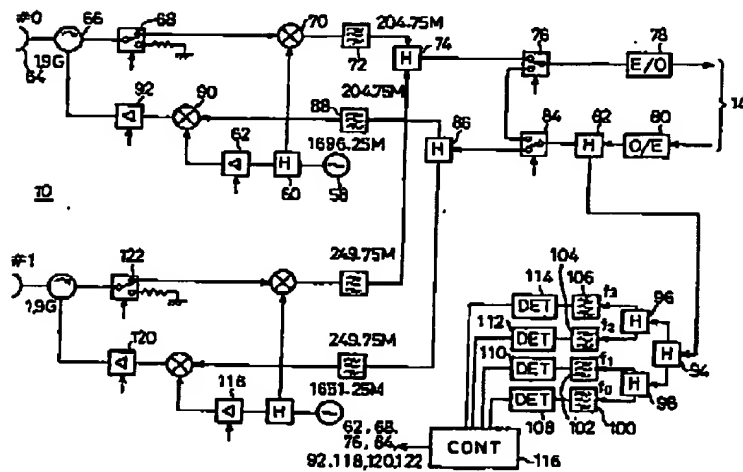 #0
66
68
70
204.75M
72
H
74
76
78
E/O
14
64
1.9G
92
90
204.75M
88
84
82
80
O/E
H
62
1696.25M
H
86
H
60
58
10
#1
122
249.75M
1.9G
120
249.75M
1651.25M
118
H
104
114
106
f3
DET
96
H
112
f2
DET
H
94
110
f1
DET
H
98
f0
DET
108
102
100
62, 68,
76, 84,
92,118,120,122
CONT
116